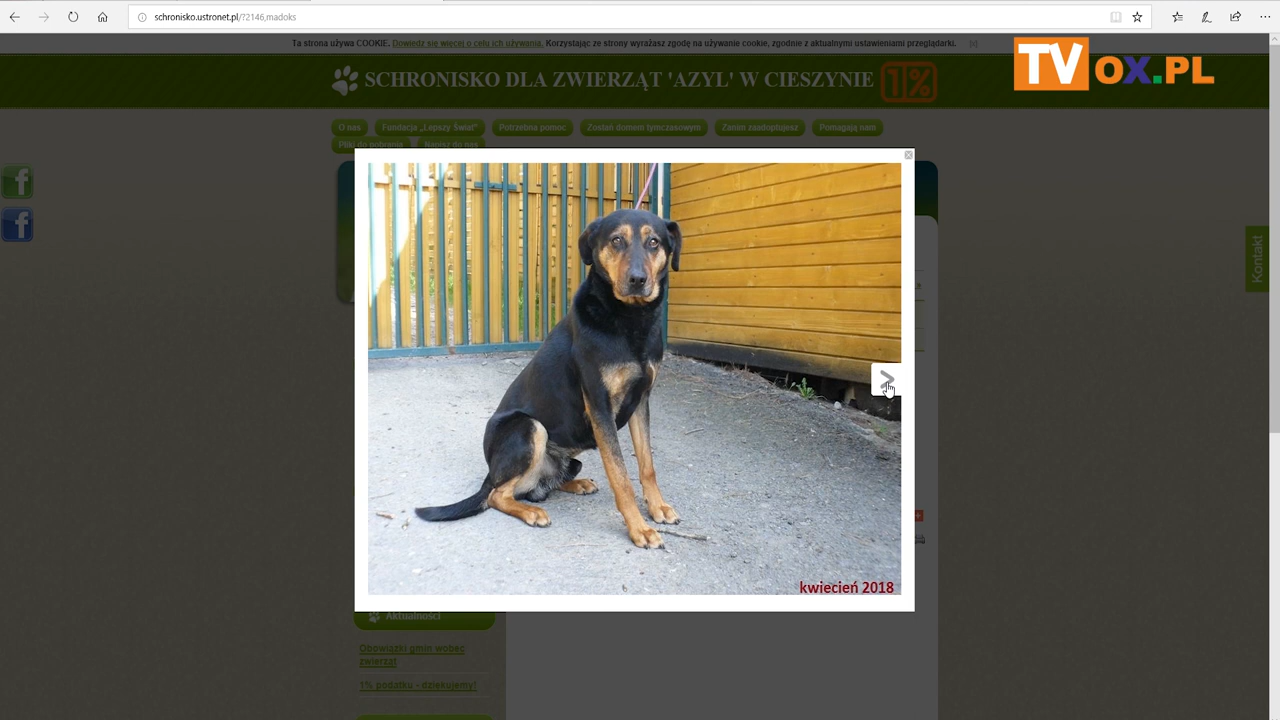 schronisko.ustronet.pl/?2146,madoks
Ta strona używa COOKIE. Dowiedz się więcej o celu ich używania. Korzystając ze strony wyrażasz zgodę na używanie cookie, zgodnie z aktualnymi ustawieniami przeglądarki. [x]
SCHRONISKO DLA ZWIERZĄT 'AZYL' W CIESZYNIE 1%
TVOX.PL
O nas Fundacja „Lepszy Świat" Potrzebna pomoc Zostań domem tymczasowym Zanim zaadoptujesz Pomagają nam
Pliki do pobrania Napisz do nas
f
f
Kontakt
kwiecień 2018
Aktualności
Obowiązki gmin wobec
zwierząt
1% podatku - dziękujemy!